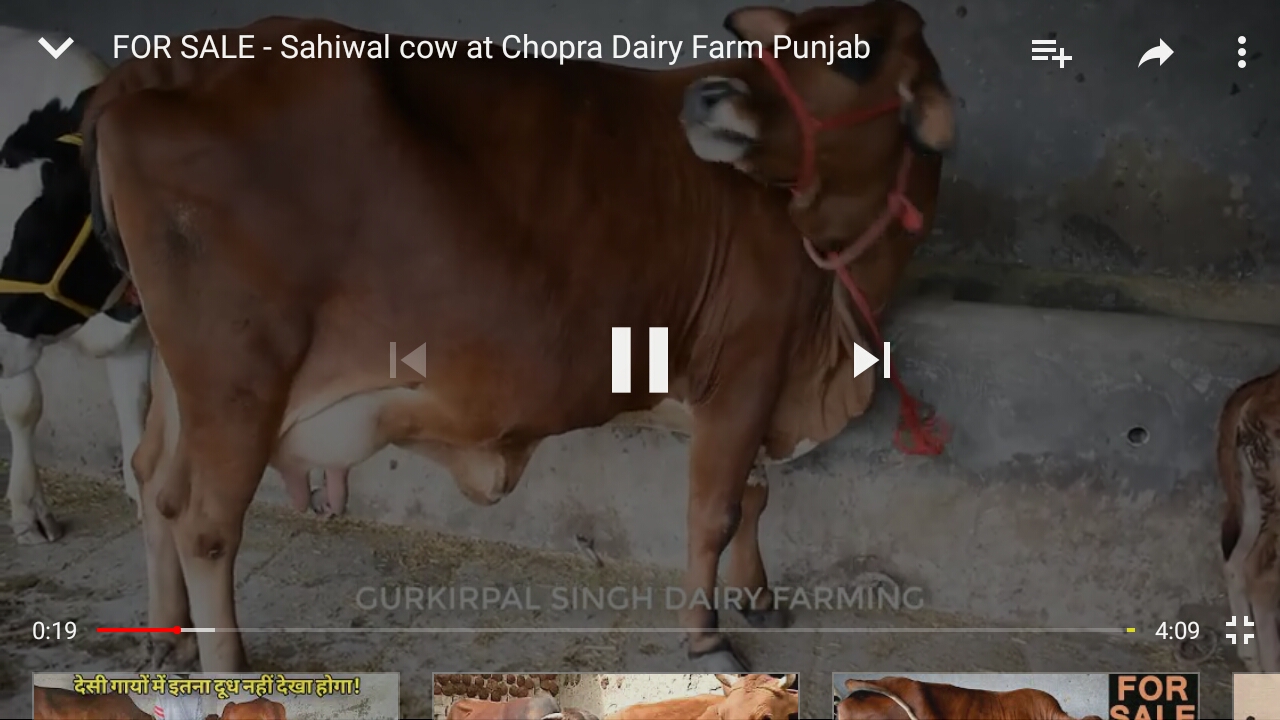 FOR SALE - Sahiwal cow at Chopra Dairy Farm Punjab
GURKIRPAL SINGH DAIRY FARMING
0:19
4:09
देसी गायों में इतना दूध नहीं देखा होगा!
FOR
SALE